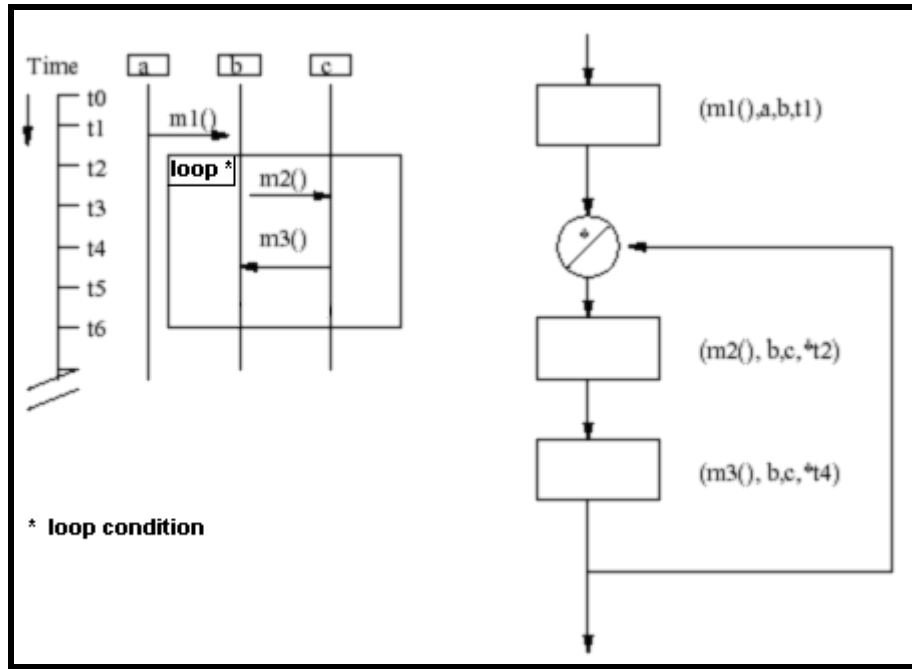 Time
a
b
c
t0
t1
t2
t3
t4
t5
t6
m1()
loop *
m2()
m3()
* loop condition
(m1(),a,b,t1)
*
(m2(), b,c,*t2)
(m3(), b,c,*t4)